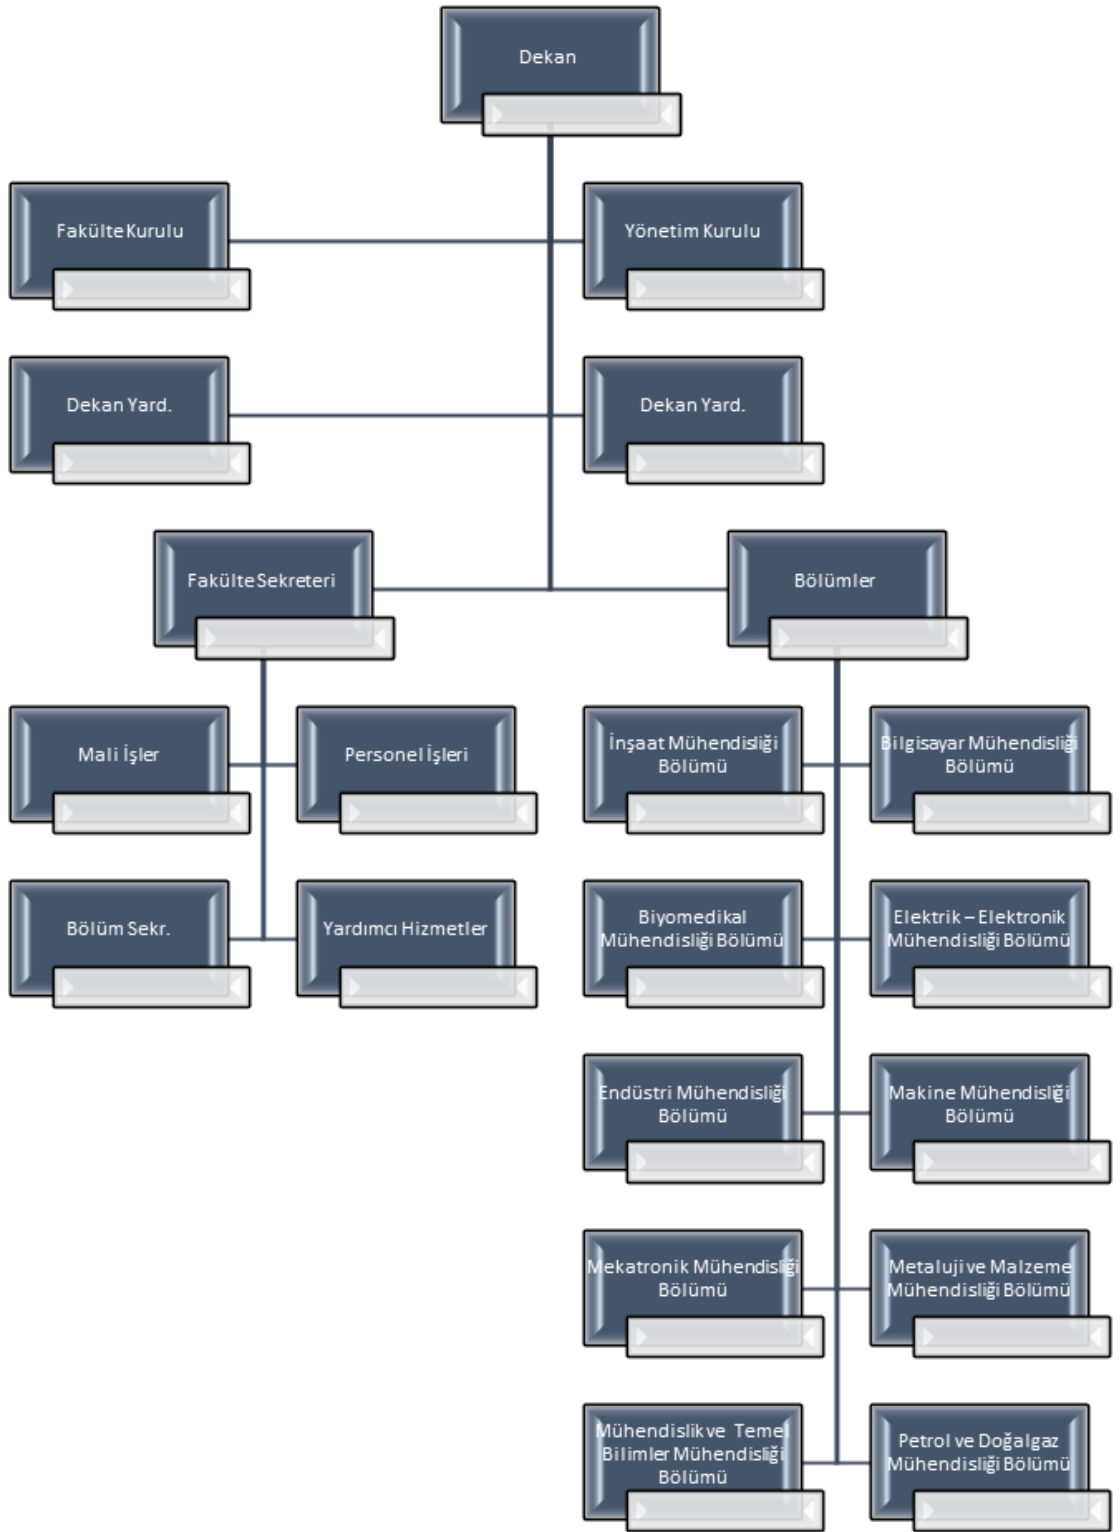 Dekan
Fakülte Kurulu
Yönetim Kurulu
Dekan Yard.
Dekan Yard.
Fakülte Sekreteri
Bölümler
Mali İşler
Personel İşleri
İnşaat Mühendisliği
Bölümü
Bilgisayar Mühendisliği
Bölümü
Bölüm Sekr.
Yardımcı Hizmetler
Biyomedikal
Mühendisliği Bölümü
Elektrik – Elektronik
Mühendisliği Bölümü
Endüstri Mühendisliği
Bölümü
Makine Mühendisliği
Bölümü
Mekatronik Mühendisliği
Bölümü
Metaluji ve Malzeme
Mühendisliği Bölümü
Mühendislik ve Temel
Bilimler Mühendisliği
Bölümü
Petrol ve Doğalgaz
Mühendisliği Bölümü